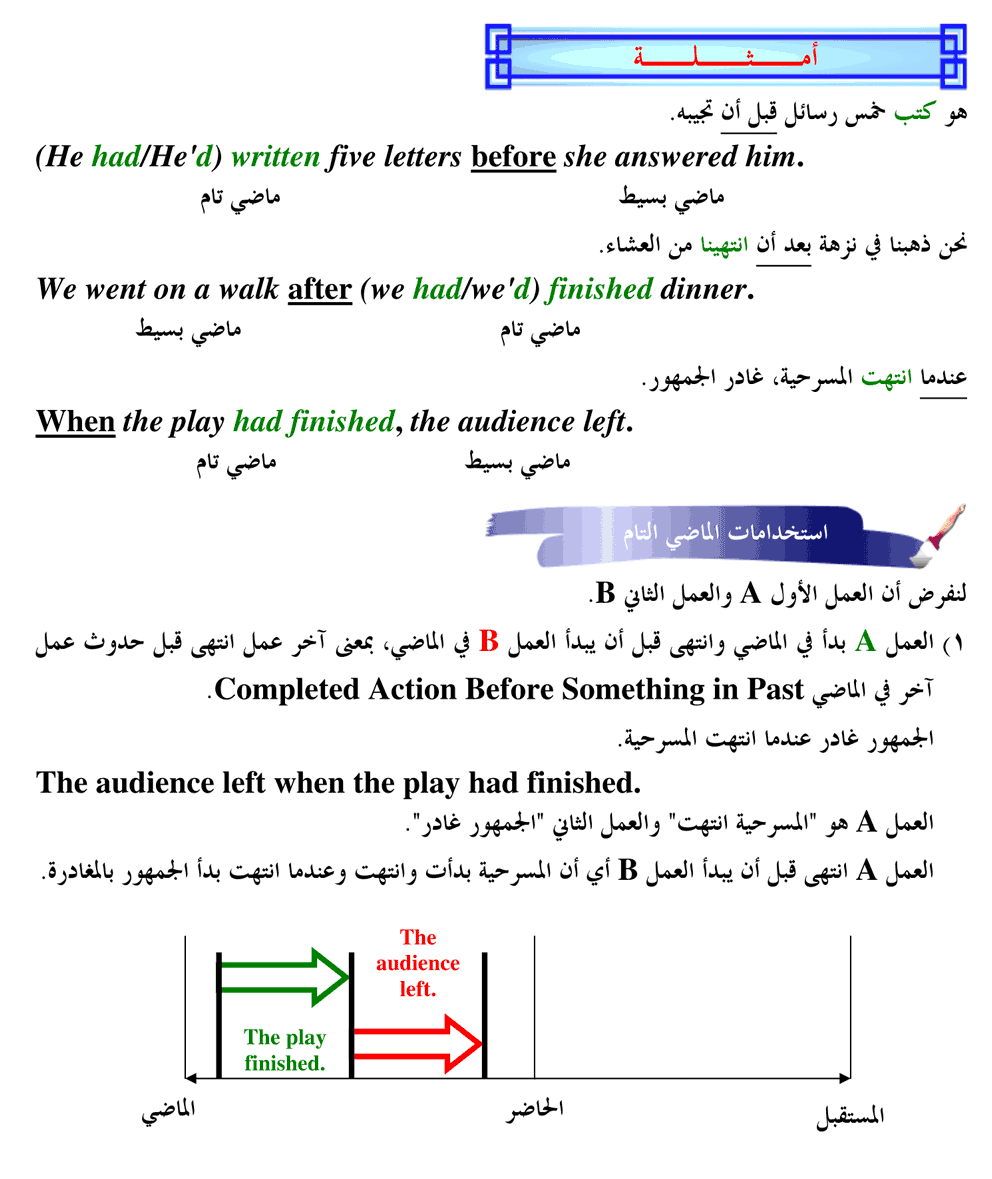 أمـــثـــلـــة
هو كتب خمس رسائل قبل أن تجيبه.
(He had/He'd) written five letters before she answered him.
ماضي تام ماضي بسيط
نحن ذهبنا في نزهة بعد أن انتهينا من العشاء.
We went on a walk after (we had/we'd) finished dinner.
ماضي بسيط ماضي تام
عندما انتهت المسرحية، غادر الجمهور.
When the play had finished, the audience left.
ماضي تام ماضي بسيط
استخدامات الماضي التام
لنفرض أن العمل الأول A والعمل الثاني B.
١) العمل A بدأ في الماضي وانتهى قبل أن يبدأ العمل B في الماضي، بمعنى آخر عمل انتهى قبل حدوث عمل
آخر في الماضي Completed Action Before Something in Past.
الجمهور غادر عندما انتهت المسرحية.
The audience left when the play had finished.
العمل A هو "المسرحية انتهت" والعمل الثاني "الجمهور غادر".
العمل A انتهى قبل أن يبدأ العمل B أي أن المسرحية بدأت وانتهت وعندما انتهت بدأ الجمهور بالمغادرة.
The
audience
left.
The play
finished.
الماضي الحاضر المستقبل